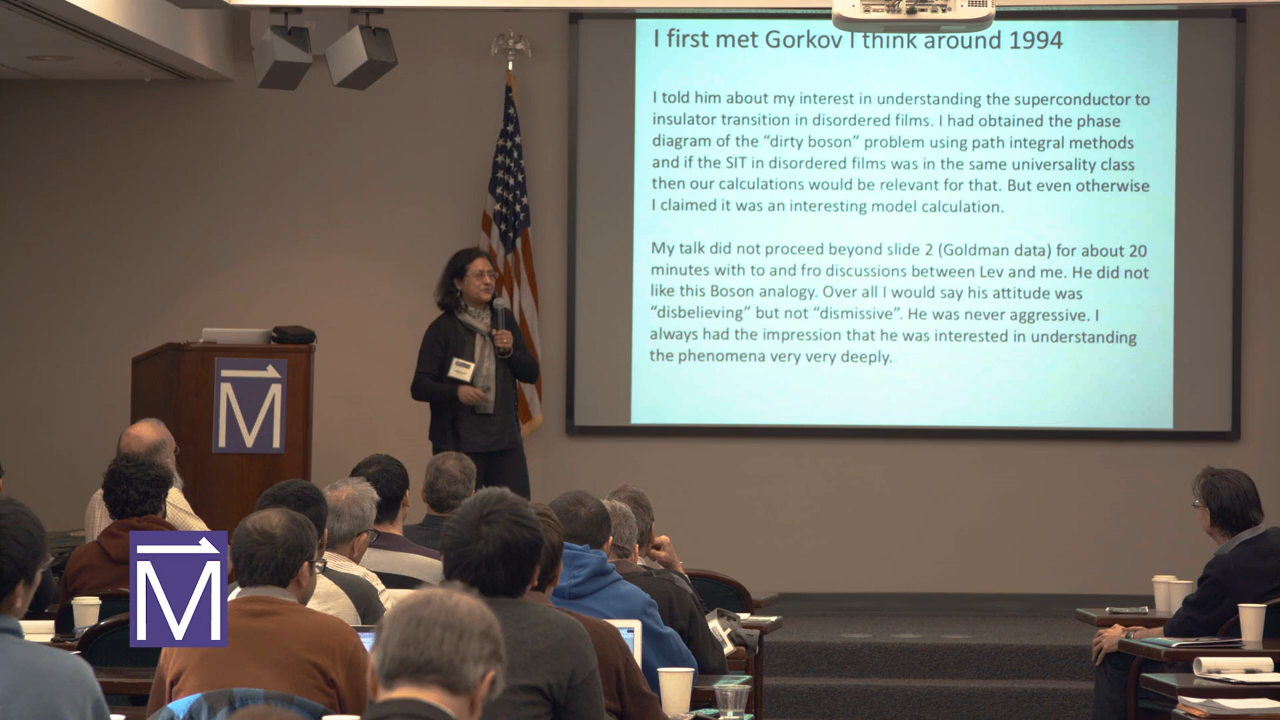 I first met Gorkov I think around 1994
I told him about my interest in understanding the superconductor to
insulator transition in disordered films. I had obtained the phase
diagram of the “dirty boson” problem using path integral methods
and if the SIT in disordered films was in the same universality class
then our calculations would be relevant for that. But even otherwise
I claimed it was an interesting model calculation.
My talk did not proceed beyond slide 2 (Goldman data) for about 20
minutes with to and fro discussions between Lev and me. He did not
like this Boson analogy. Over all I would say his attitude was
“disbelieving” but not “dismissive”. He was never aggressive. I
always had the impression that he was interested in understanding
the phenomena very very deeply.
M
M